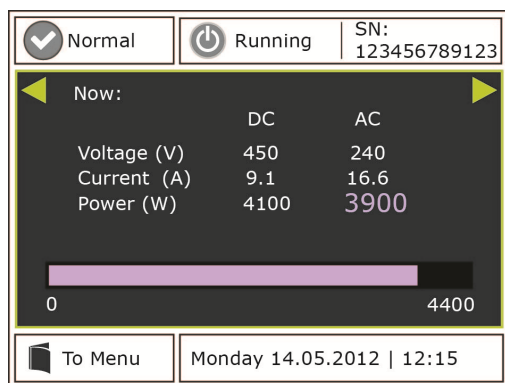 Normal
Running
SN:
123456789123
Now:
DC AC
Voltage (V) 450 240
Current (A) 9.1 16.6
Power (W) 4100 3900
0 4400
To Menu
Monday 14.05.2012 | 12:15